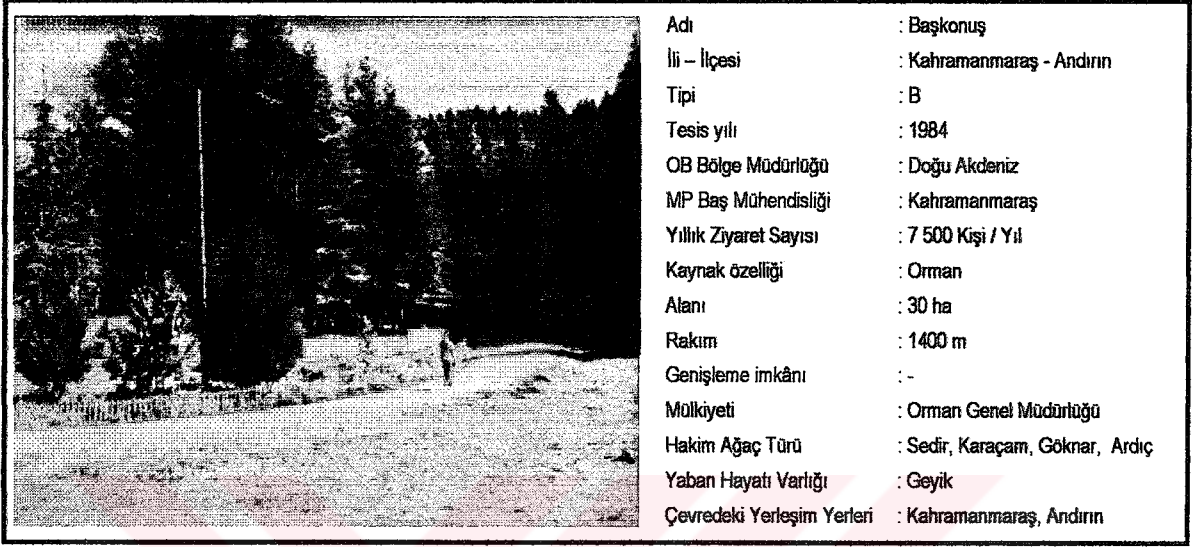 Adı : Başkonuş
İli – İlçesi : Kahramanmaraş - Andırın
Tipi : B
Tesis yılı : 1984
OB Bölge Müdürlüğü : Doğu Akdeniz
MP Baş Mühendisliği : Kahramanmaraş
Yıllık Ziyaret Sayısı : 7 500 Kişi / Yıl
Kaynak özelliği : Orman
Alanı : 30 ha
Rakım : 1400 m
Genişleme imkânı : -
Mülkiyeti : Orman Genel Müdürlüğü
Hakim Ağaç Türü : Sedir, Karaçam, Göknar, Ardıç
Yaban Hayatı Varlığı : Geyik
Çevredeki Yerleşim Yerleri : Kahramanmaraş, Andırın